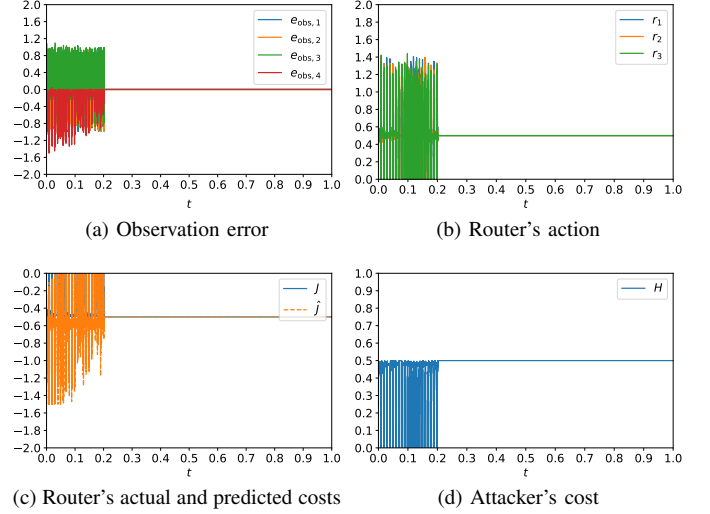 2.0
1.6
1.2
0.8
0.4
0.0
−0.4
−0.8
−1.2
−1.6
2.0
0.0 0.1 0.2 0.3 0.4 0.5 0.6 0.7 0.8 0.9 1.0
t
e_obs, 1
e_obs, 2
e_obs, 3
e_obs, 4
(a) Observation error
2.0
1.8
1.6
1.4
1.2
1.0
0.8
0.6
0.4
0.2
0.0
0.0 0.1 0.2 0.3 0.4 0.5 0.6 0.7 0.8 0.9 1.0
t
r_1
r_2
r_3
(b) Router's action
0.0
−0.2
−0.4
−0.6
−0.8
−1.0
−1.2
−1.4
−1.6
−1.8
−2.0
0.0 0.1 0.2 0.3 0.4 0.5 0.6 0.7 0.8 0.9 1.0
t
J
Ĵ
(c) Router's actual and predicted costs
1.0
0.9
0.8
0.7
0.6
0.5
0.4
0.3
0.2
0.1
0.0
0.0 0.1 0.2 0.3 0.4 0.5 0.6 0.7 0.8 0.9 1.0
t
H
(d) Attacker's cost